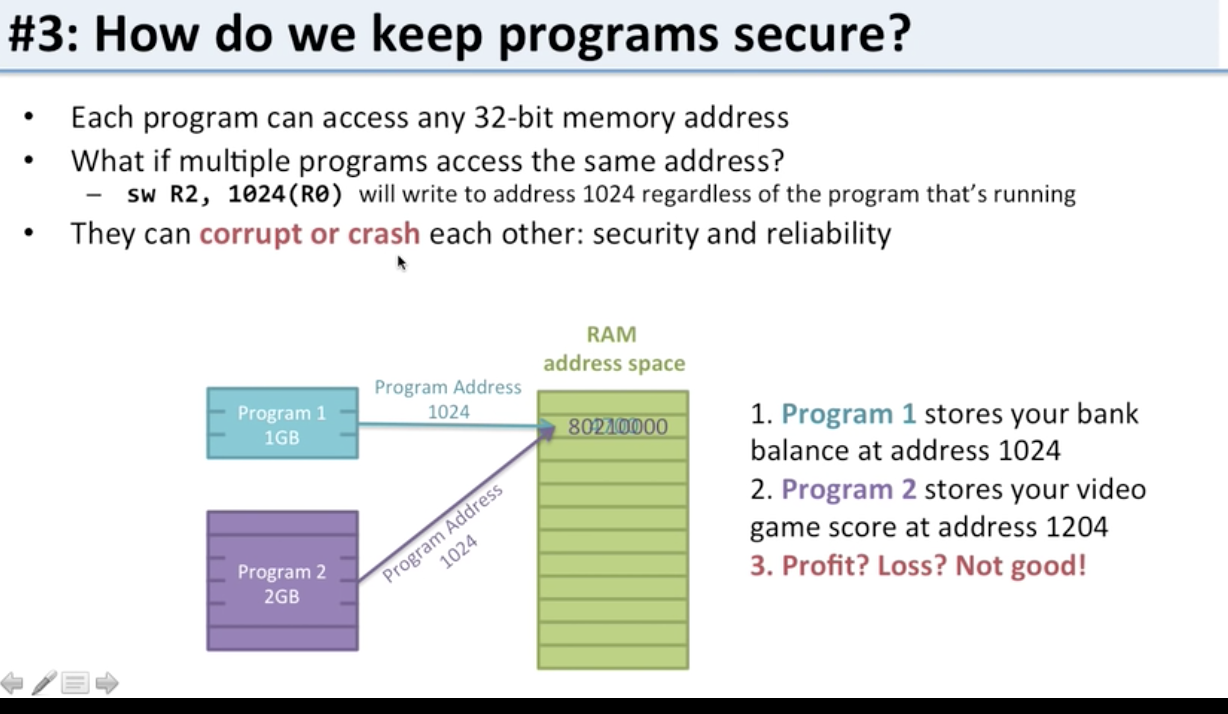 #3: How do we keep programs secure?
• Each program can access any 32-bit memory address
• What if multiple programs access the same address?
– sw R2, 1024(R0) will write to address 1024 regardless of the program that's running
• They can corrupt or crash each other: security and reliability
RAM
address space
Program Address
1024
Program 1
1GB
Program Address
1024
Program 2
2GB
1. Program 1 stores your bank
balance at address 1024
2. Program 2 stores your video
game score at address 1204
3. Profit? Loss? Not good!